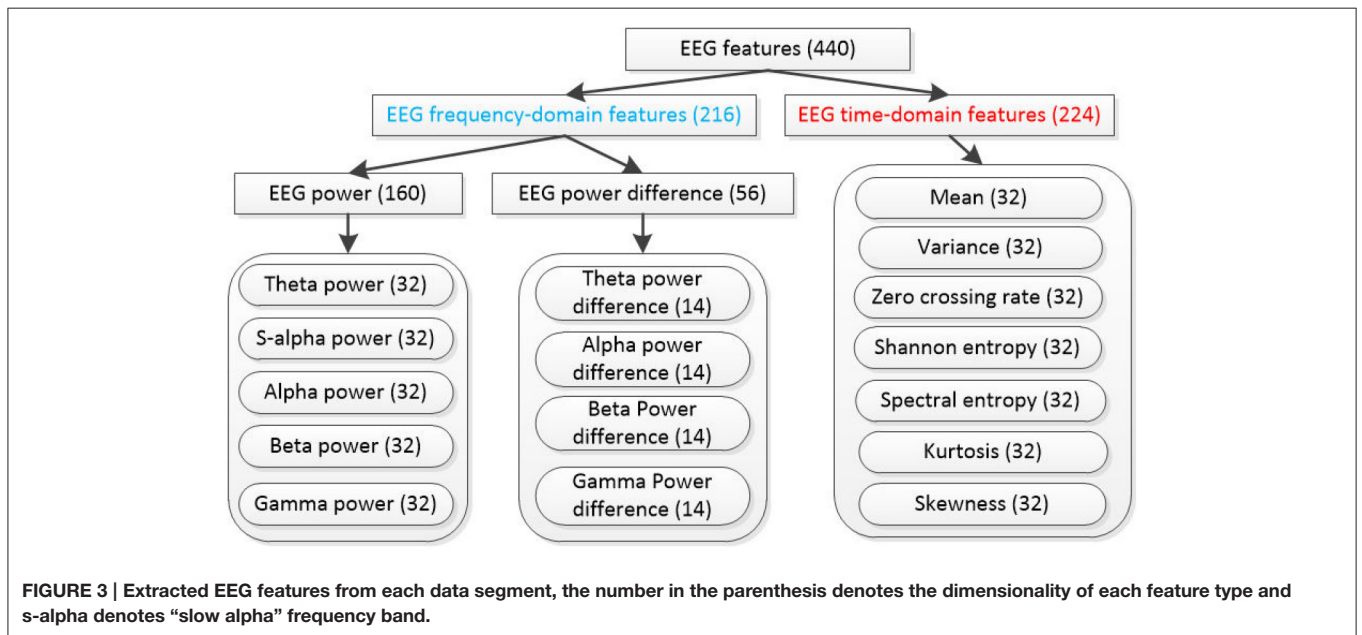 EEG features (440)
EEG frequency-domain features (216)
EEG time-domain features (224)
EEG power (160)
EEG power difference (56)
Theta power (32)
S-alpha power (32)
Alpha power (32)
Beta power (32)
Gamma power (32)
Theta power
difference (14)
Alpha power
difference (14)
Beta Power
difference (14)
Gamma Power
difference (14)
Mean (32)
Variance (32)
Zero crossing rate (32)
Shannon entropy (32)
Spectral entropy (32)
Kurtosis (32)
Skewness (32)
FIGURE 3 | Extracted EEG features from each data segment, the number in the parenthesis denotes the dimensionality of each feature type and
s-alpha denotes “slow alpha” frequency band.